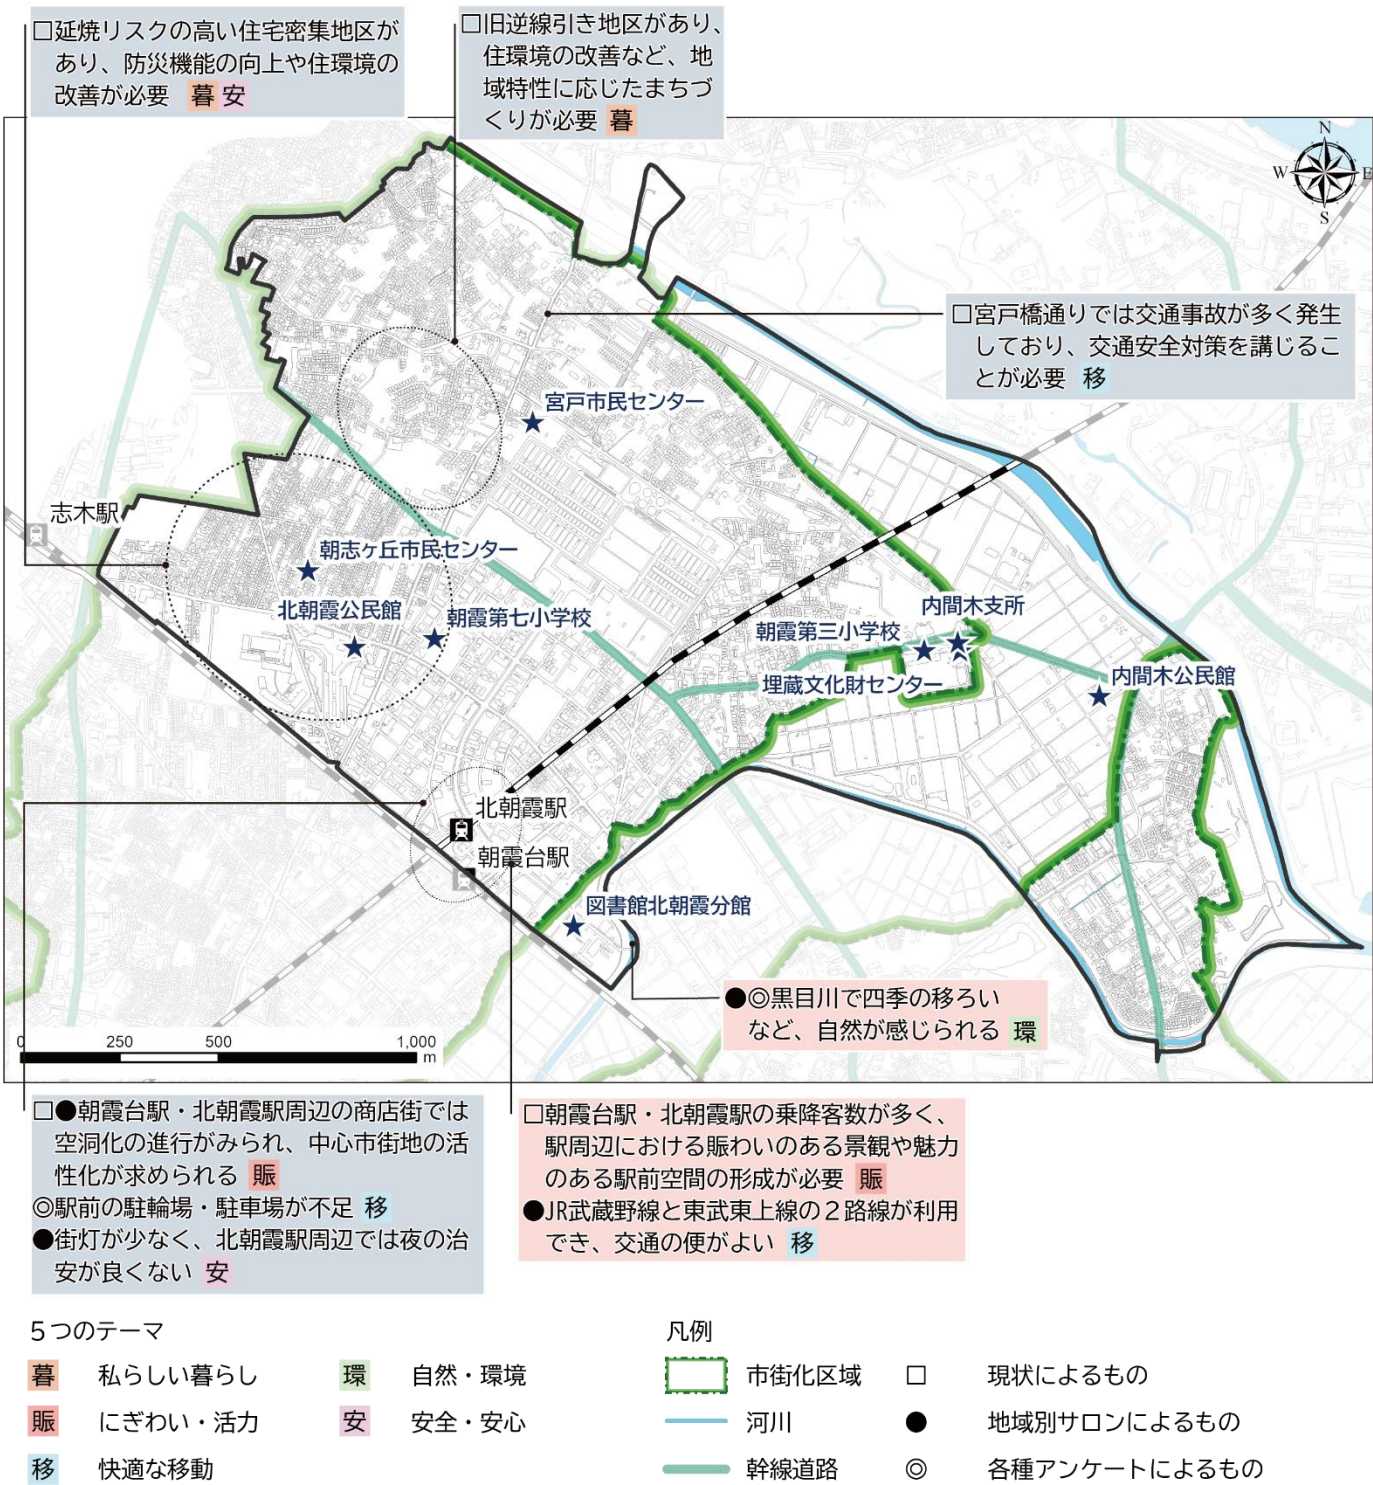 □延焼リスクの高い住宅密集地区が
あり、防災機能の向上や住環境の
改善が必要 暮 安
□旧逆線引き地区があり、
住環境の改善など、地
域特性に応じたまちづ
くりが必要 暮
N
W
E
S
□宮戸橋通りでは交通事故が多く発生
しており、交通安全対策を講じるこ
とが必要 移
宮戸市民センター
志木駅
朝志ヶ丘市民センター
北朝霞公民館
朝霞第七小学校
内間木支所
朝霞第三小学校
埋蔵文化財センター
内間木公民館
北朝霞駅
朝霞台駅
図書館北朝霞分館
●◎黒目川で四季の移ろい
など、自然が感じられる 環
0 250 500 1,000
m
□●朝霞台駅・北朝霞駅周辺の商店街では
空洞化の進行がみられ、中心市街地の活
性化が求められる 賑
◎駅前の駐輪場・駐車場が不足 移
●街灯が少なく、北朝霞駅周辺では夜の治
安が良くない 安
□朝霞台駅・北朝霞駅の乗降客数が多く、
駅周辺における賑わいのある景観や魅力
のある駅前空間の形成が必要 賑
●JR武蔵野線と東武東上線の２路線が利用
でき、交通の便がよい 移
５つのテーマ
暮 私らしい暮らし
環 自然・環境
賑 にぎわい・活力
安 安全・安心
移 快適な移動
凡例
市街化区域
□ 現状によるもの
河川
● 地域別サロンによるもの
幹線道路
◎ 各種アンケートによるもの